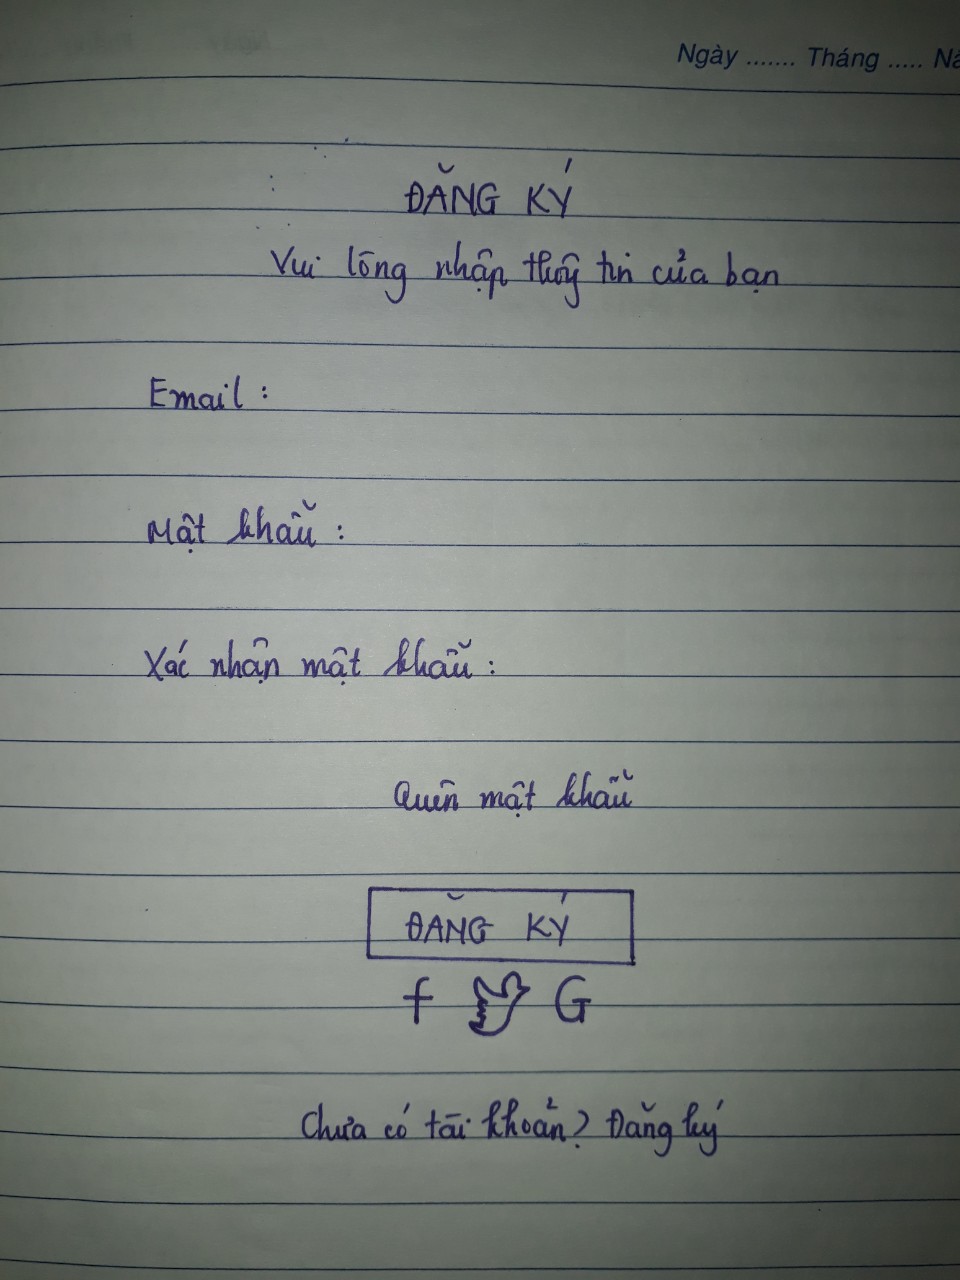 Ngày ....... Tháng ..... Nă
ĐĂNG KÝ
Vui lòng nhập thông tin của bạn
Email :
Mật khẩu :
Xác nhận mật khẩu :
Quên mật khẩu
ĐĂNG KÝ
f G
Chưa có tài khoản? Đăng ký